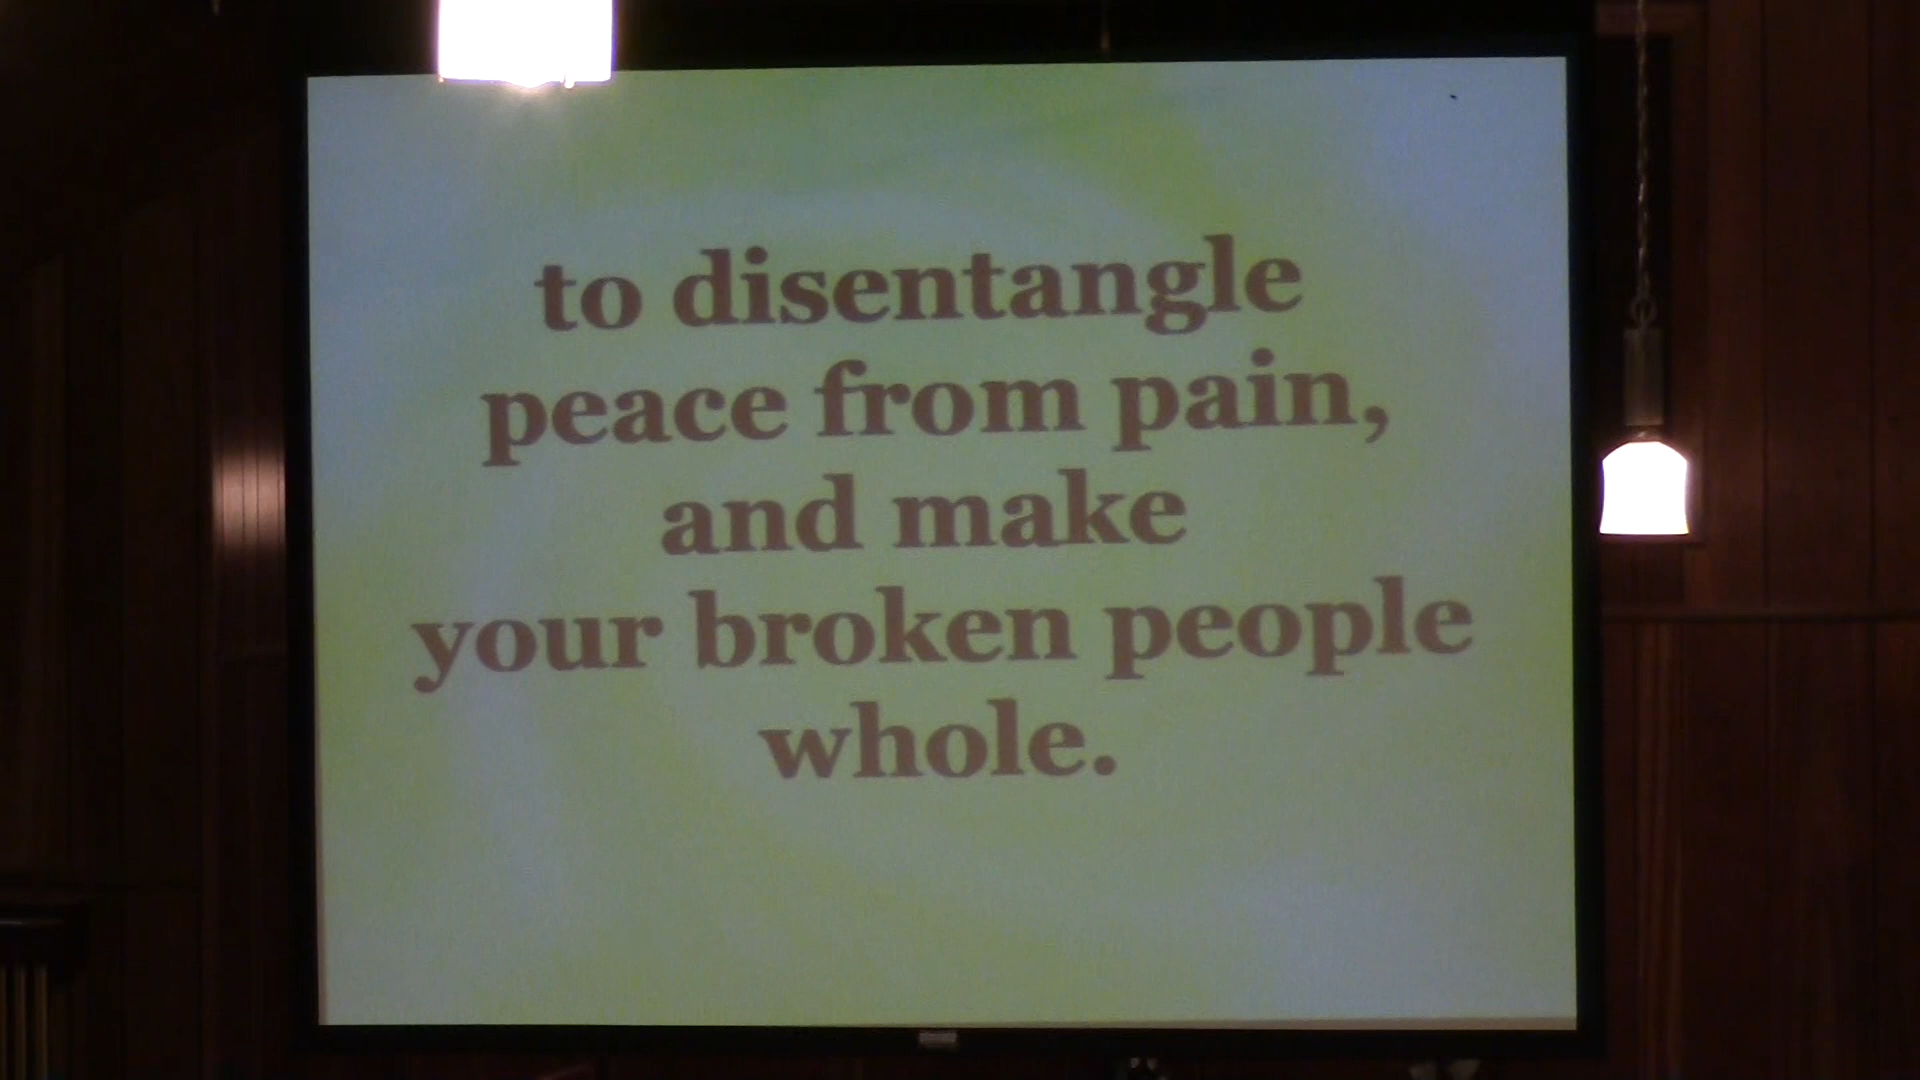 to disentangle
peace from pain,
and make
your broken people
whole.